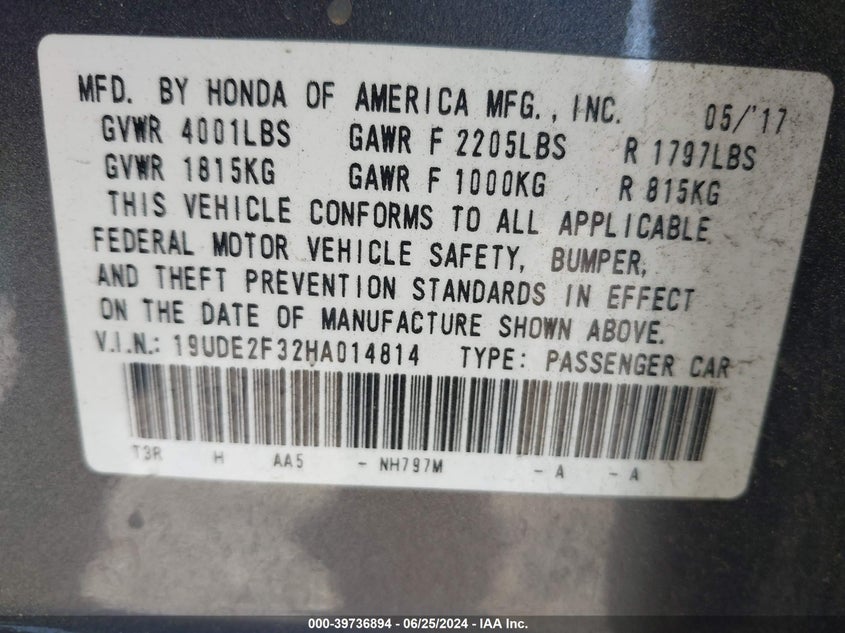 MFD. BY HONDA OF AMERICA MFG., INC. 05/'17
GVWR 4001LBS GAWR F 2205LBS R 1797LBS
GVWR 1815KG GAWR F 1000KG R 815KG
THIS VEHICLE CONFORMS TO ALL APPLICABLE
FEDERAL MOTOR VEHICLE SAFETY, BUMPER,
AND THEFT PREVENTION STANDARDS IN EFFECT
ON THE DATE OF MANUFACTURE SHOWN ABOVE.
V.I.N.: 19UDE2F32HA014814 TYPE: PASSENGER CAR
T3R H AA5 - NH797M - A - A
000-39736894 - 06/25/2024 - IAA Inc.